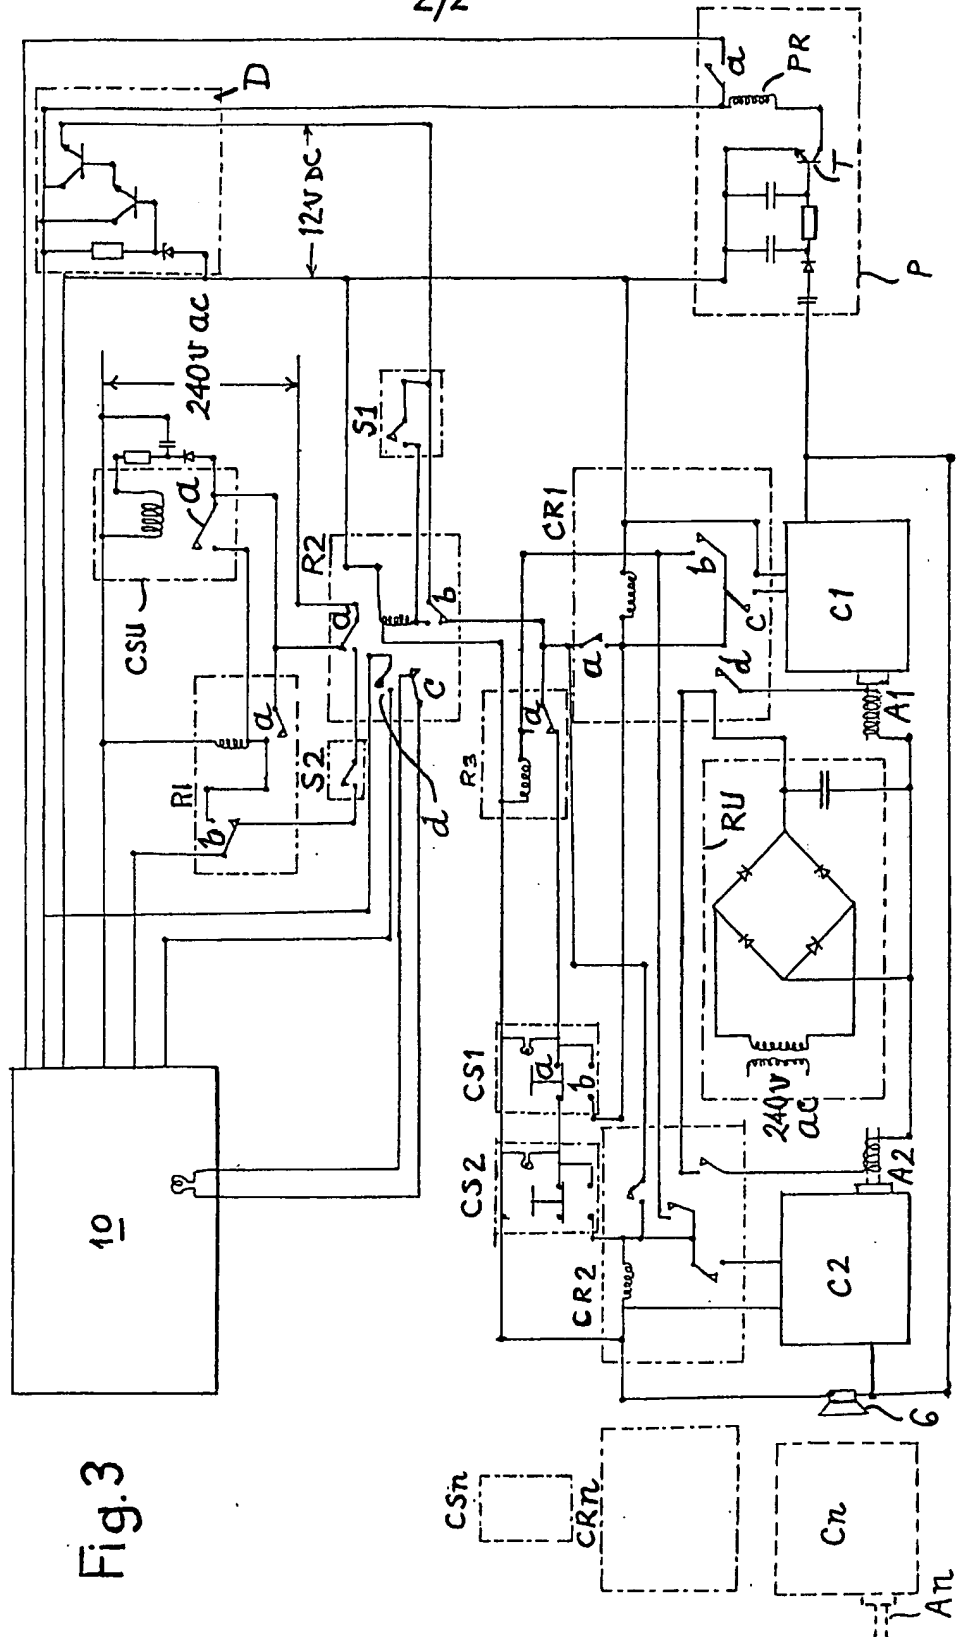 2/2
D
12V DC
a
PR
T
P
240V ac
CSU
a
S1
R2
a
b
c
d
R1
a
b
S2
R3
a
CR1
a
b
c
d
C1
A1
RU
240V
ac
CS1
a
b
CS2
CR2
10
C2
A2
6
Fig.3
CSn
CRn
Cn
An